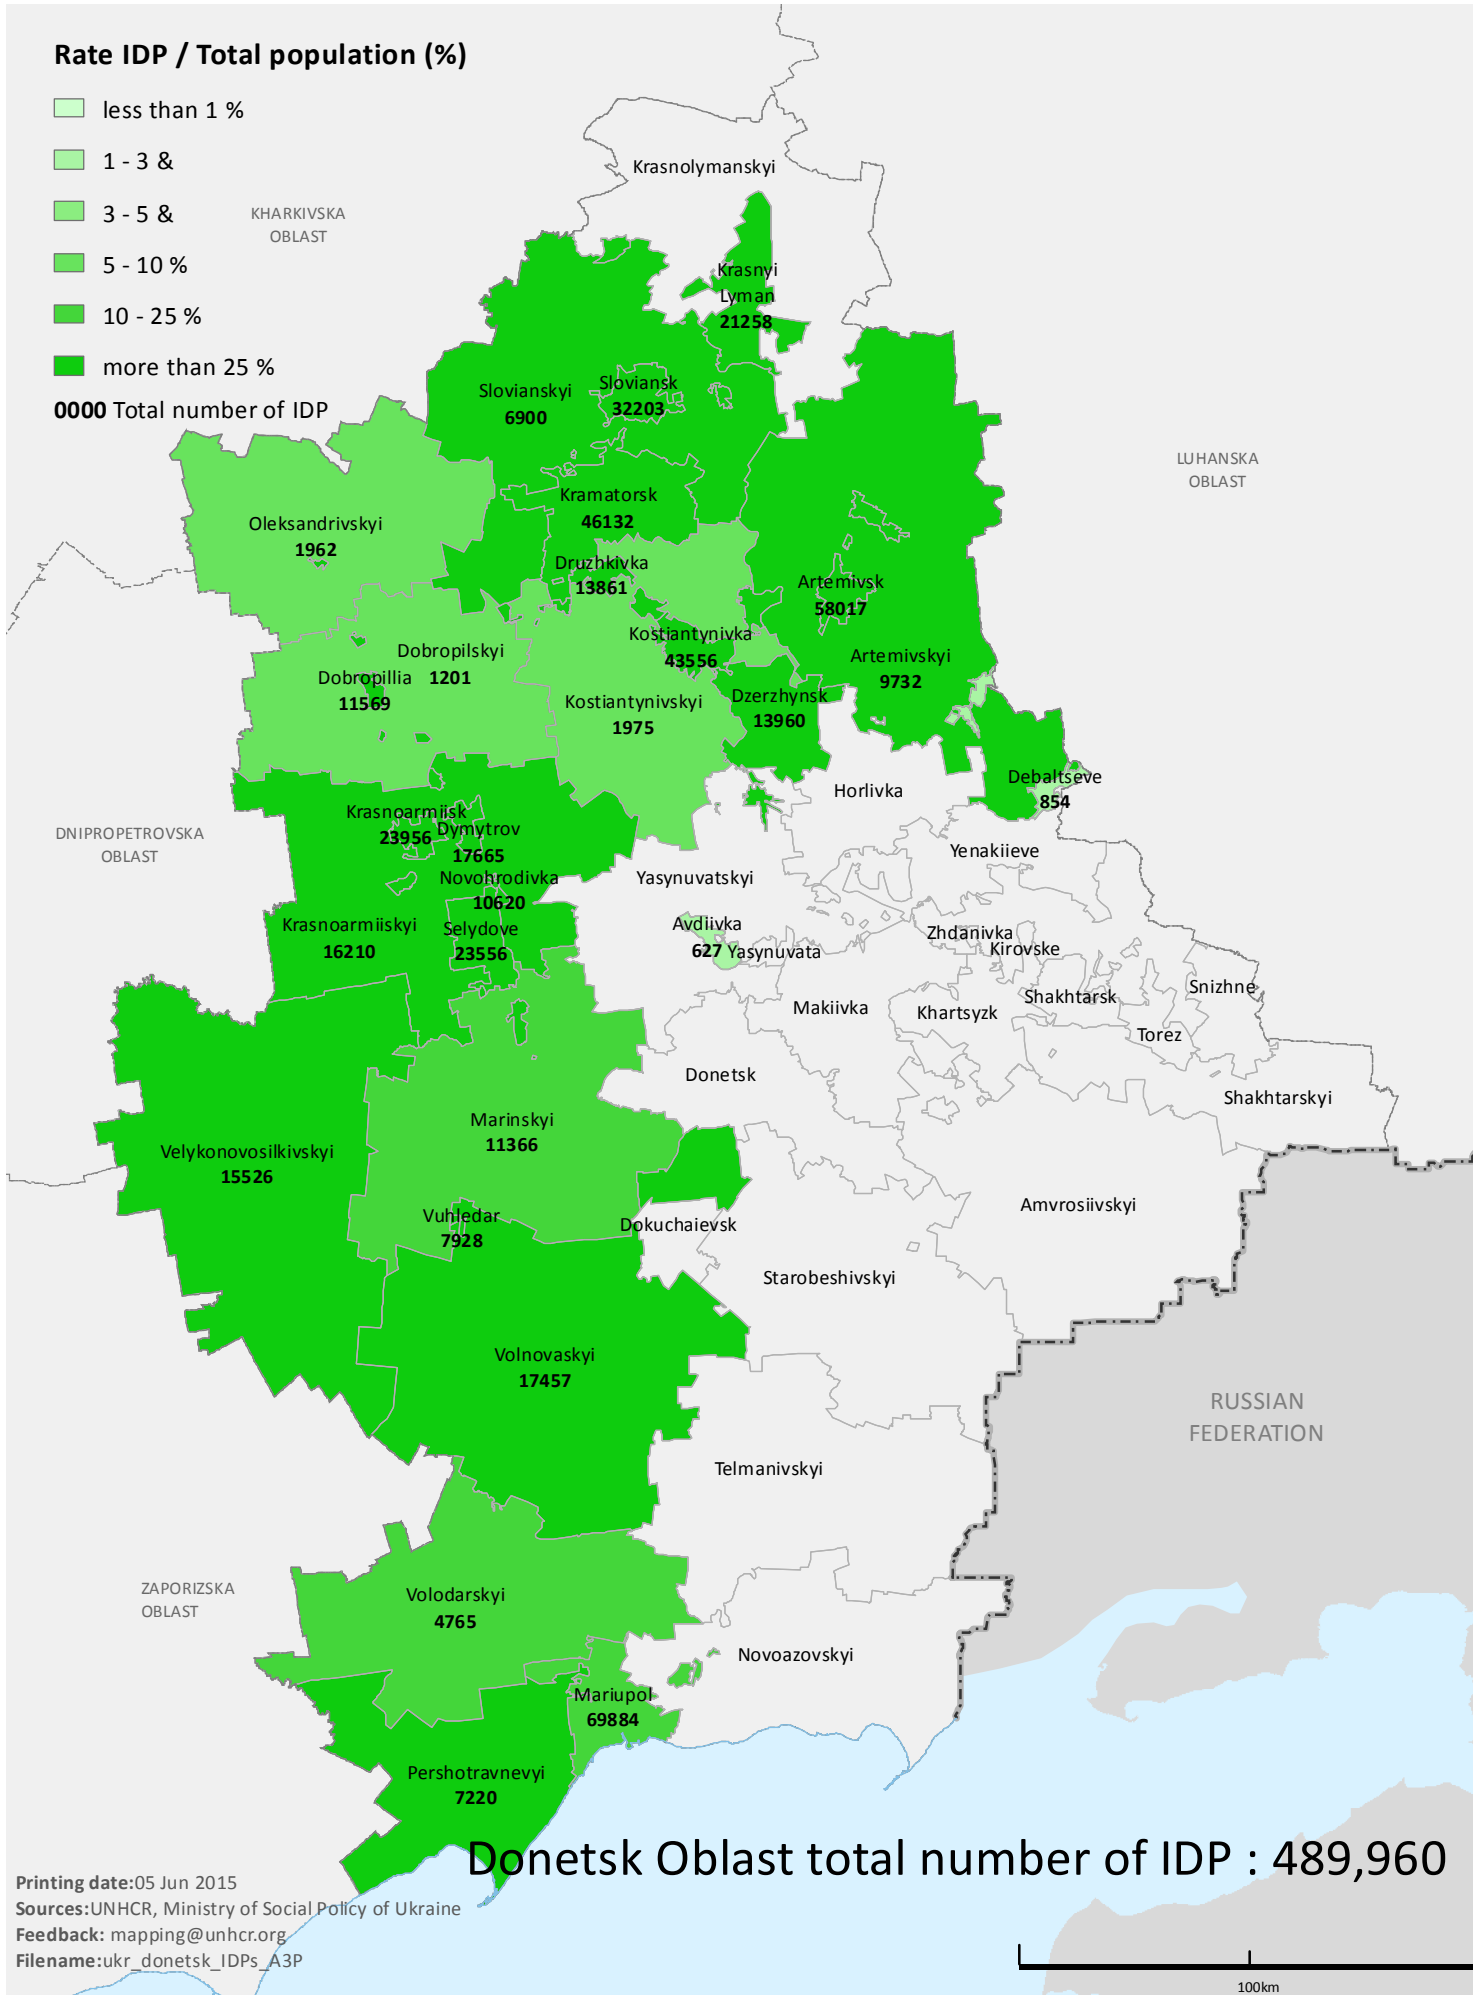 Rate IDP / Total population (%)
less than 1 %
1 - 3 &
3 - 5 &
5 - 10 %
10 - 25 %
more than 25 %
0000 Total number of IDP
KHARKIVSKA
OBLAST
Krasnolymanskyi
Krasnyi
Lyman
21258
Slovianskyi
6900
Sloviansk
32203
LUHANSKA
OBLAST
Oleksandrivskyi
1962
Kramatorsk
46132
Druzhkivka
13861
Artemivsk
58017
Kostiantynivka
43556
Dobropilskyi
1201
Dobropillia
11569
Artemivskyi
9732
Kostiantynivskyi
1975
Dzerzhynsk
13960
Debaltseve
854
Horlivka
DNIPROPETROVSKA
OBLAST
Krasnoarmiisk
23956
Dymytrov
17665
Yenakiieve
Novohrodivka
10620
Yasynuvatskyi
Krasnoarmiiskyi
16210
Selydove
23556
Avdiivka
627
Yasynuvata
Zhdanivka
Kirovske
Snizhne
Shakhtarsk
Makiivka
Khartsyzk
Torez
Donetsk
Shakhtarskyi
Marinskyi
11366
Velykonovosilkivskyi
15526
Amvrosiivskyi
Vuhledar
7928
Dokuchaievsk
Starobeshivskyi
Volnovaskyi
17457
RUSSIAN
FEDERATION
Telmanivskyi
ZAPORIZSKA
OBLAST
Volodarskyi
4765
Novoazovskyi
Mariupol
69884
Pershotravnevyi
7220
Donetsk Oblast total number of IDP : 489,960
Printing date:05 Jun 2015
Sources:UNHCR, Ministry of Social Policy of Ukraine
Feedback: mapping@unhcr.org
Filename:ukr_donetsk_IDPs_A3P
100km